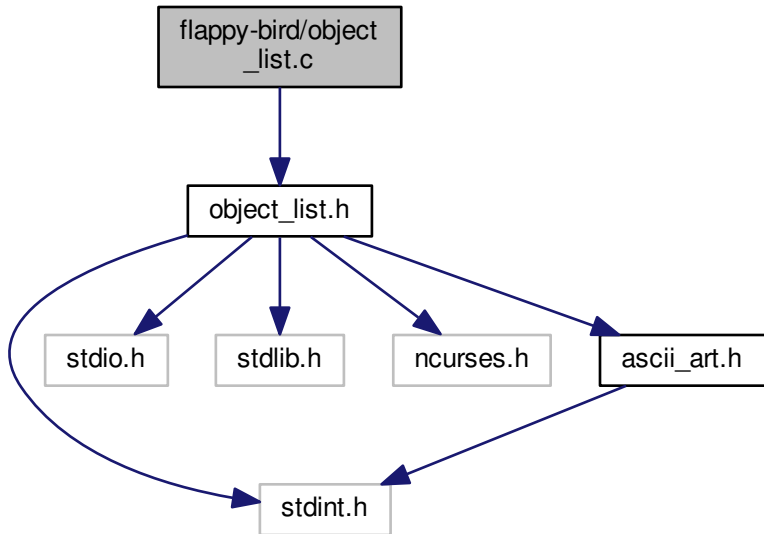 flappy-bird/object
_list.c
object_list.h
stdio.h
stdlib.h
ncurses.h
ascii_art.h
stdint.h